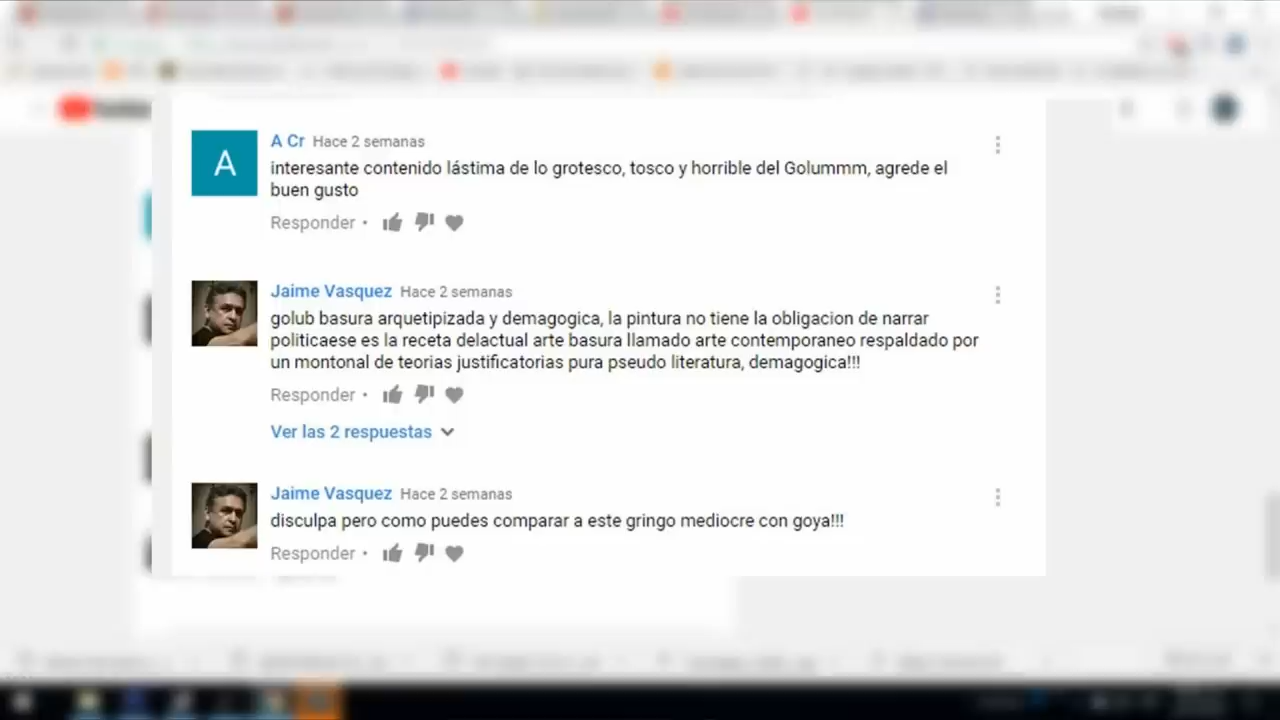 A Cr Hace 2 semanas
interesante contenido lástima de lo grotesco, tosco y horrible del Golummm, agrede el
buen gusto
Responder •
Jaime Vasquez Hace 2 semanas
golub basura arquetipizada y demagogica, la pintura no tiene la obligacion de narrar
politicaese es la receta delactual arte basura llamado arte contemporaneo respaldado por
un montonal de teorias justificatorias pura pseudo literatura, demagogica!!!
Responder •
Ver las 2 respuestas
Jaime Vasquez Hace 2 semanas
disculpa pero como puedes comparar a este gringo mediocre con goya!!!
Responder •